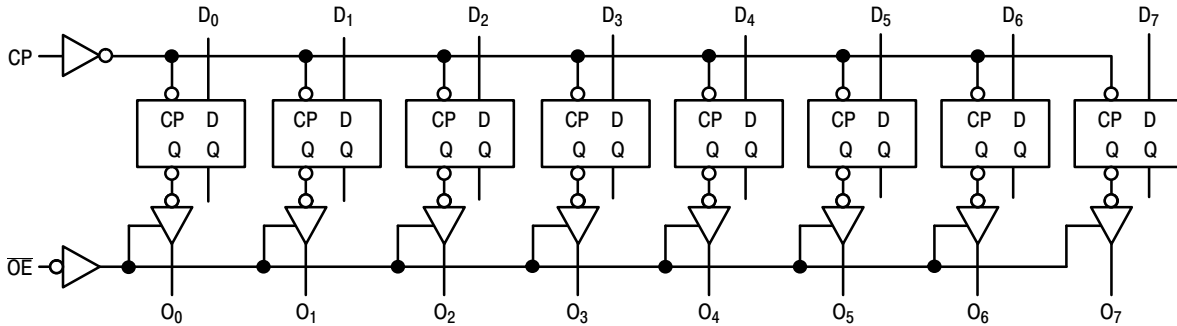 D0 D1 D2 D3 D4 D5 D6 D7
CP
CP D CP D CP D CP D CP D CP D CP D CP D
Q Q Q Q Q Q Q Q Q Q Q Q Q Q Q Q
OE
O0 O1 O2 O3 O4 O5 O6 O7